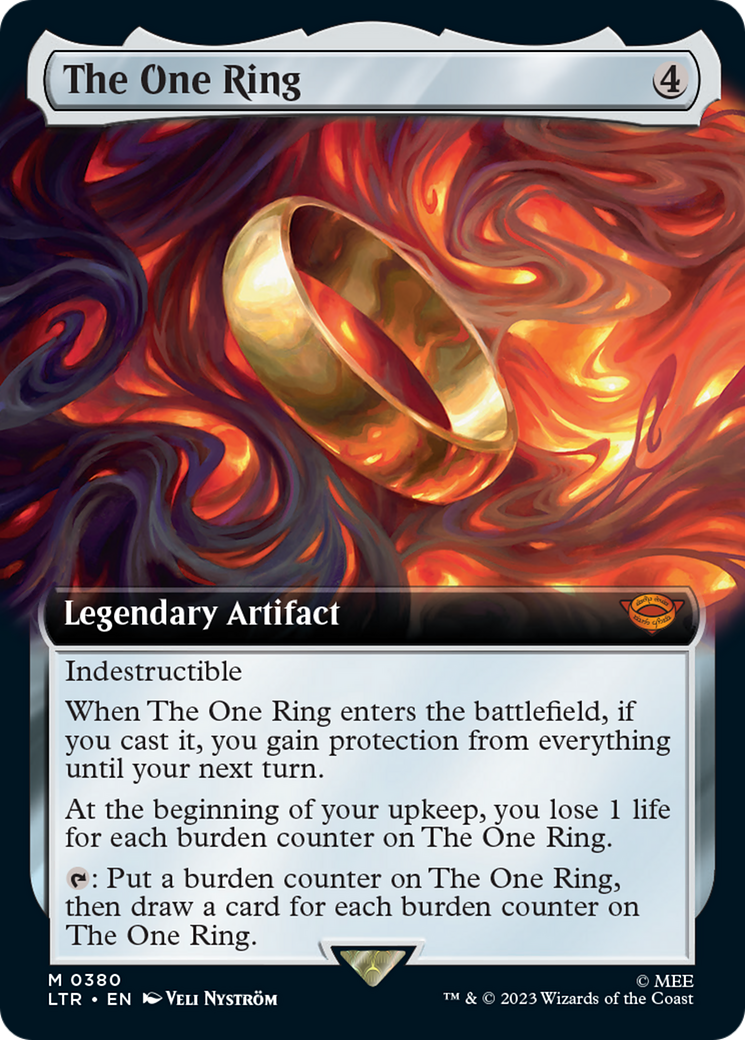 The One Ring 4
Legendary Artifact
Indestructible
When The One Ring enters the battlefield, if
you cast it, you gain protection from everything
until your next turn.
At the beginning of your upkeep, you lose 1 life
for each burden counter on The One Ring.
: Put a burden counter on The One Ring,
then draw a card for each burden counter on
The One Ring.
M 0380
LTR • EN Veli Nyström
© MEE
™ & © 2023 Wizards of the Coast